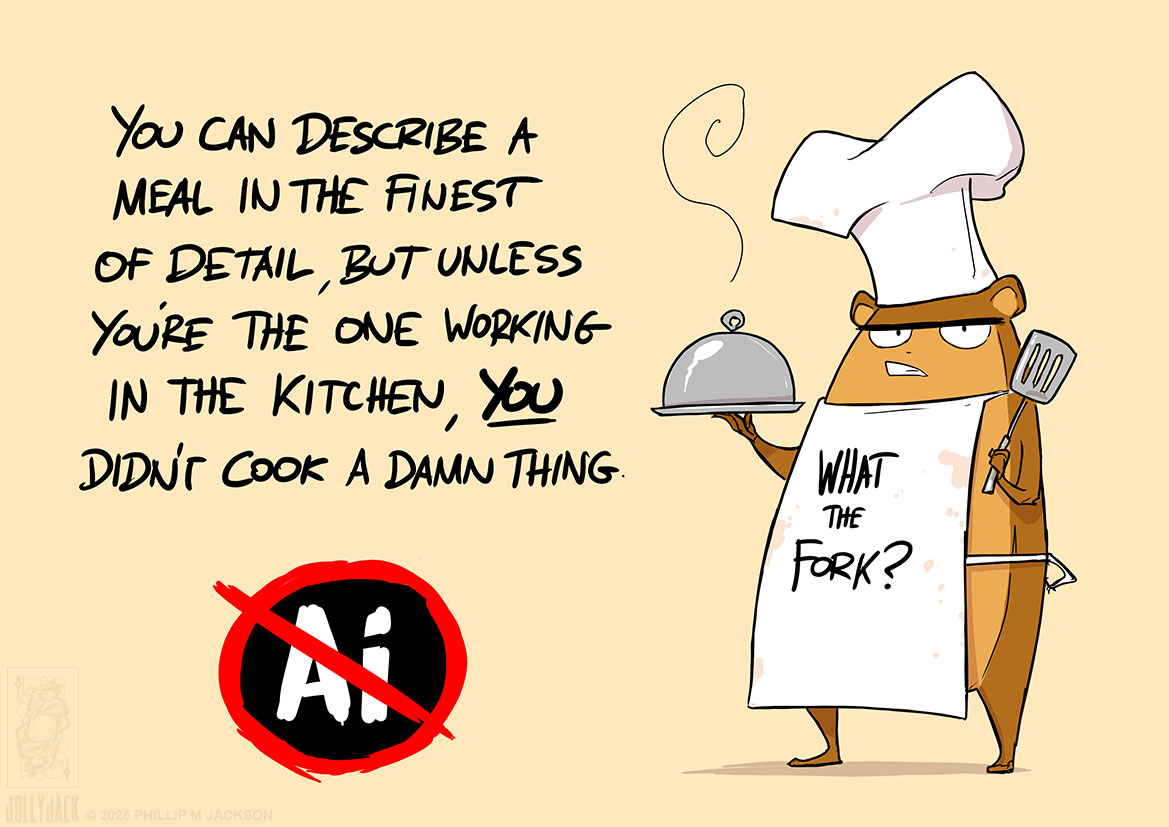 YOU CAN DESCRIBE A
MEAL IN THE FINEST
OF DETAIL, BUT UNLESS
YOU'RE THE ONE WORKING
IN THE KITCHEN, YOU
DIDN'T COOK A DAMN THING.
WHAT
THE
FORK?
Ai
JOLLYJACK © 2025 PHILLIP M JACKSON